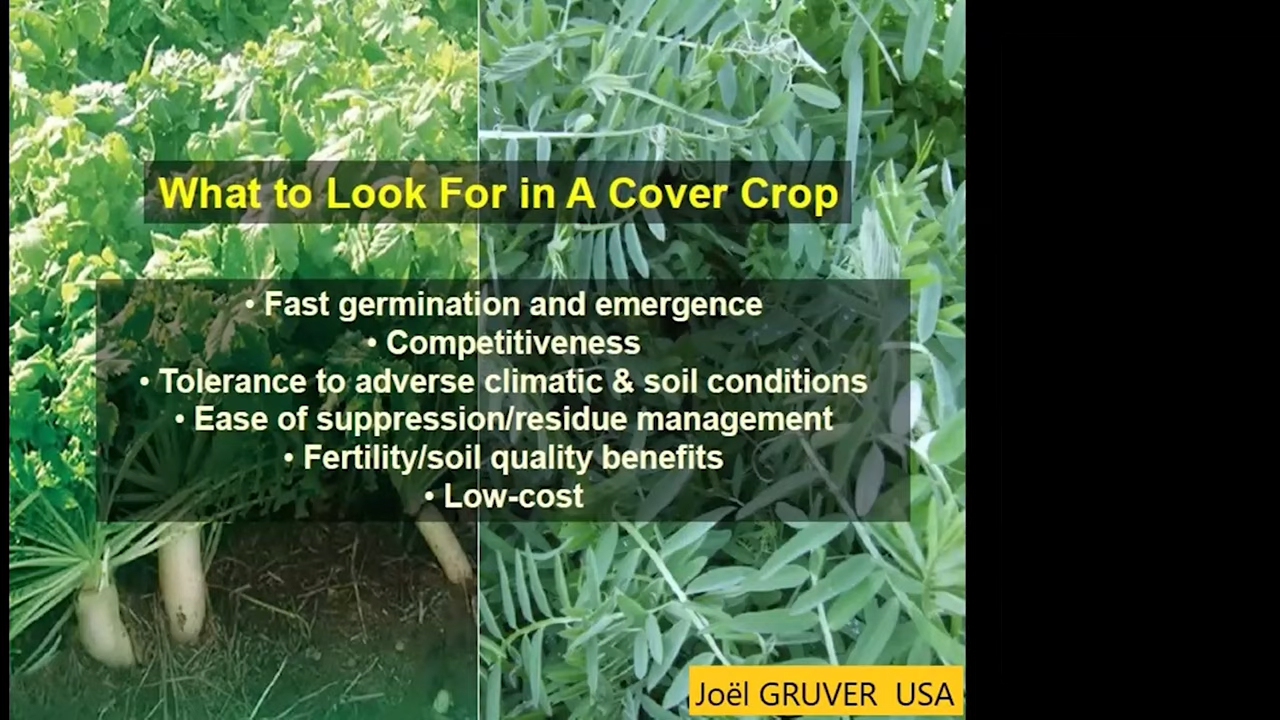 What to Look For in A Cover Crop
• Fast germination and emergence
• Competitiveness
• Tolerance to adverse climatic & soil conditions
• Ease of suppression/residue management
• Fertility/soil quality benefits
• Low-cost
Joël GRUVER  USA